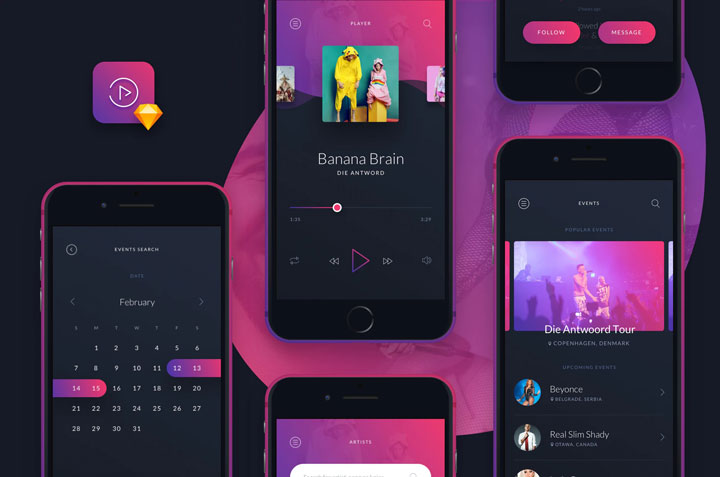 PLAYER
Banana Brain
DIE ANTWORD
1:35
3:29
FOLLOW
MESSAGE
EVENTS SEARCH
DATE
February
S M T W T F S
1 2 3 4 5 6
7 8 9 10 11 12 13
14 15 16 17 18 19 20
21 22 23 24 25 26 27
28 29 30 31
ARTISTS
EVENTS
POPULAR EVENTS
Die Antwoord Tour
COPENHAGEN, DENMARK
UPCOMING EVENTS
Beyonce
BELGRADE, SERBIA
Real Slim Shady
OTAWA, CANADA